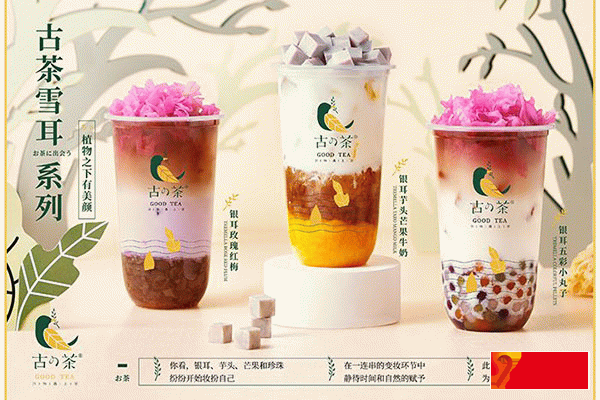 古茶雪耳系列
お茶に出会う
植物之下有美颜
古の茶®
GOOD TEA
古の茶®
GOOD TEA
古の茶®
GOOD TEA
银耳玫瑰红梅
银耳芋头芒果牛奶
银耳五彩小丸子
古の茶®
GOOD TEA
お茶
你看，银耳、芋头、芒果和珍珠
纷纷开始妆扮自己
在一连串的变妆环节中
静待时间和自然的赋予
此
为